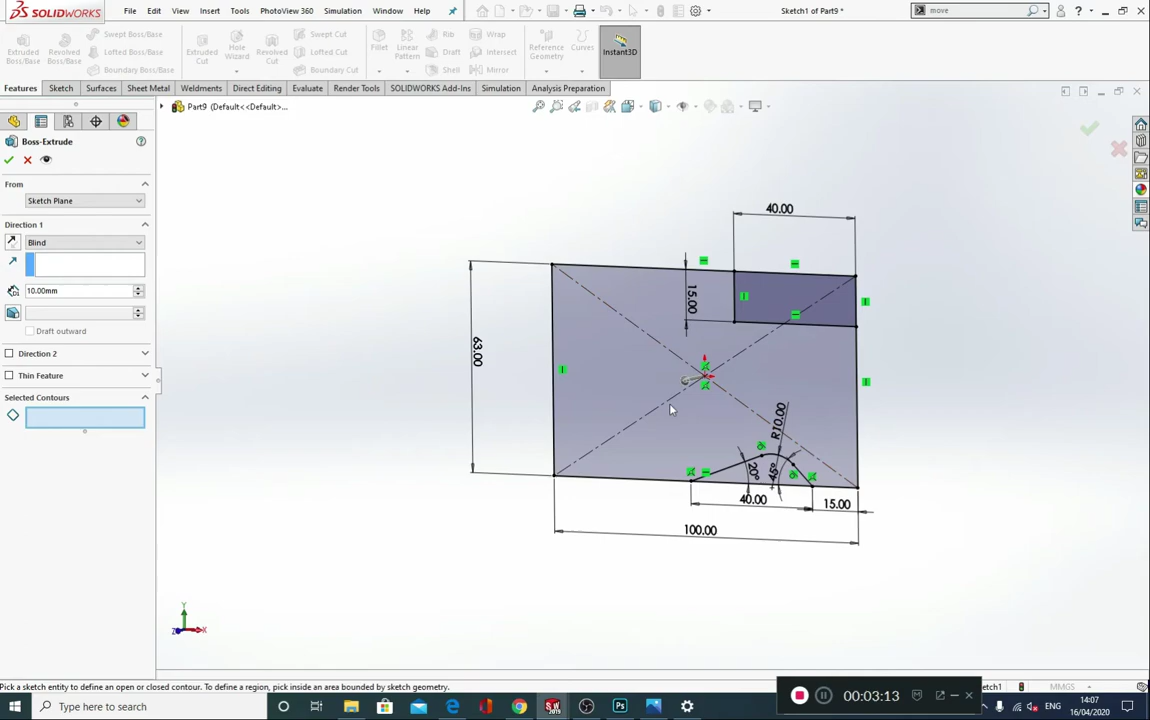 SOLIDWORKS File Edit View Insert Tools PhotoView 360 Simulation Window Help Sketch1 of Part9 * move
Extruded Boss/Base Revolved Boss/Base Swept Boss/Base Lofted Boss/Base Boundary Boss/Base Extruded Cut Hole Wizard Revolved Cut Swept Cut Lofted Cut Boundary Cut Fillet Linear Pattern Rib Draft Shell Wrap Intersect Mirror Reference Geometry Curves Instant3D
Features Sketch Surfaces Sheet Metal Weldments Direct Editing Evaluate Render Tools SOLIDWORKS Add-Ins Simulation Analysis Preparation
Part9 (Default<<Default>...
Boss-Extrude
From
Sketch Plane
Direction 1
Blind
10.00mm
Draft outward
Direction 2
Thin Feature
Selected Contours
40.00
15.00
63.00
R10.00
20°
45°
40.00
15.00
100.00
Y
X
Z
Pick a sketch entity to define an open or closed contour. To define a region, pick inside an area bounded by sketch geometry.
MMGS
00:03:13
Type here to search
ENG
14:07
16/04/2020